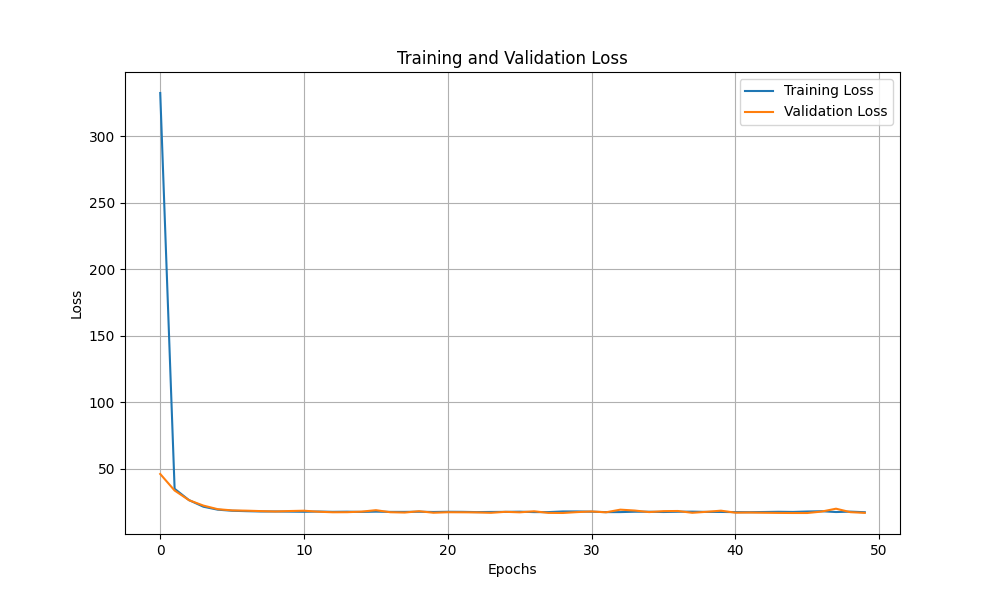 Training and Validation Loss
Training Loss
Validation Loss
300
250
200
150
100
50
Loss
0 10 20 30 40 50
Epochs